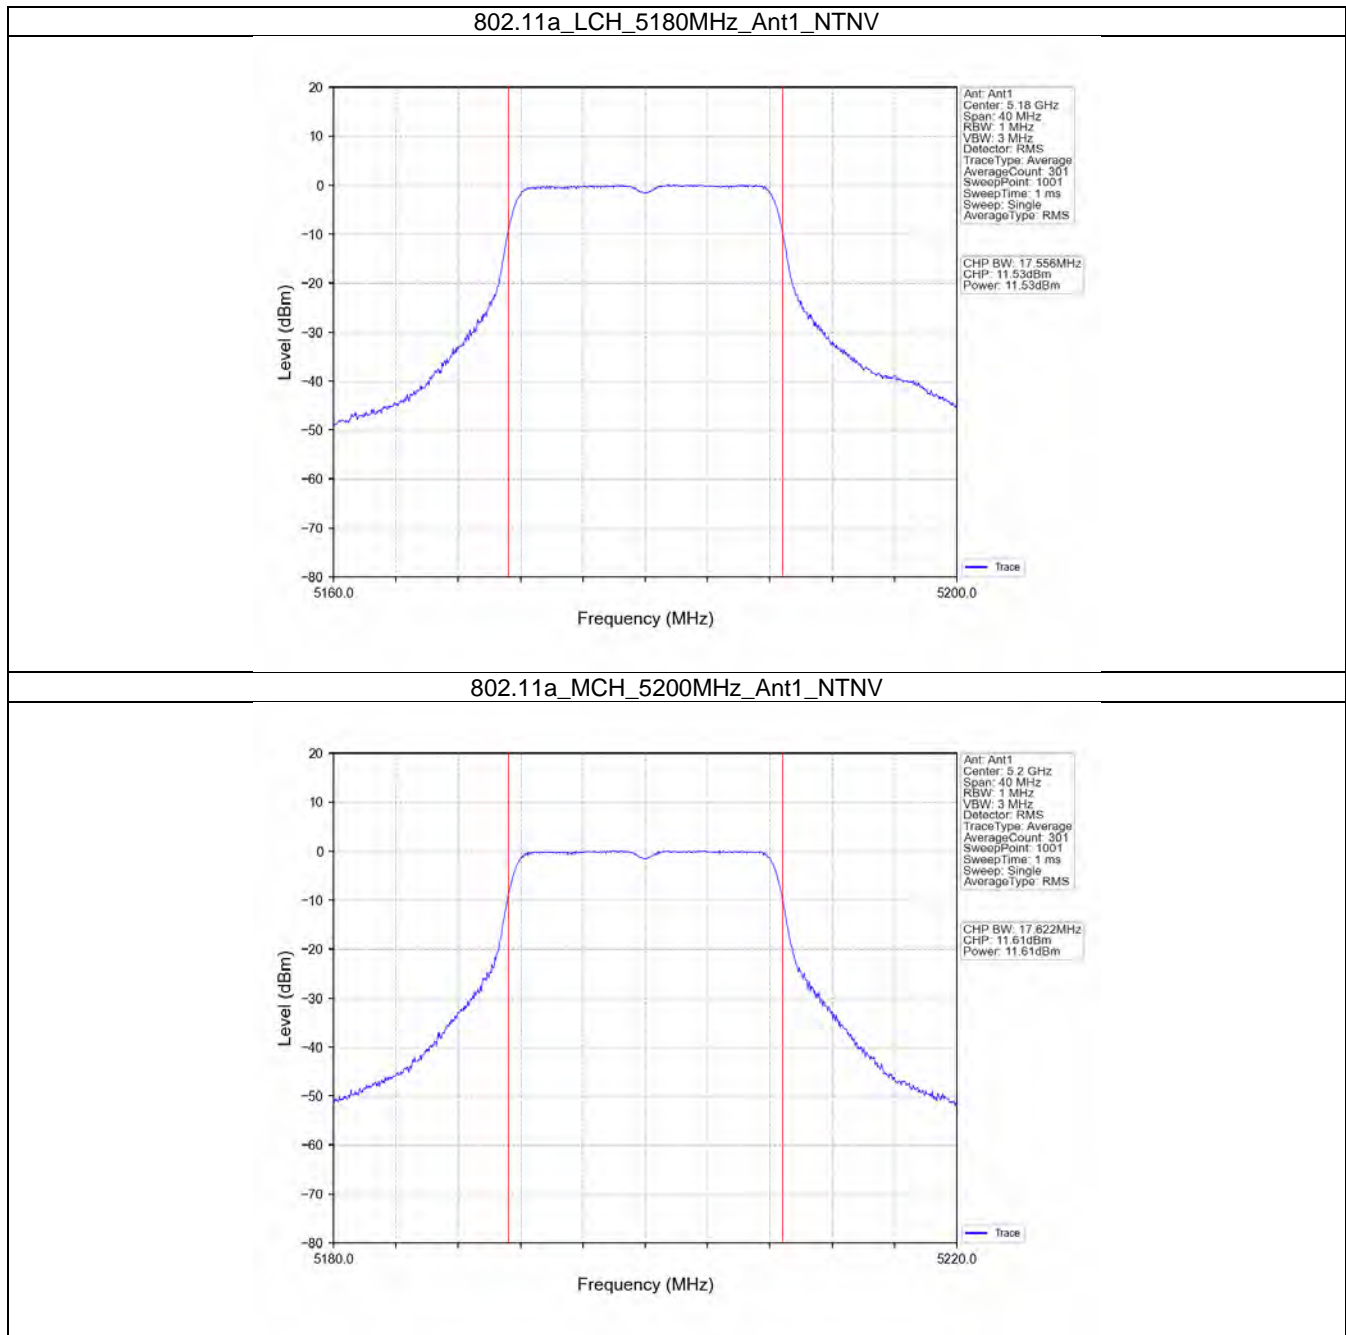 802.11a_LCH_5180MHz_Ant1_NTNV
20
10
0
−10
−20
−30
−40
−50
−60
−70
−80
Level (dBm)
5160.0
5200.0
Frequency (MHz)
Ant: Ant1
Center: 5.18 GHz
Span: 40 MHz
RBW: 1 MHz
VBW: 3 MHz
Detector: RMS
TraceType: Average
AverageCount: 301
SweepPoint: 1001
SweepTime: 1 ms
Sweep: Single
AverageType: RMS
CHP BW: 17.556MHz
CHP: 11.53dBm
Power: 11.53dBm
Trace
802.11a_MCH_5200MHz_Ant1_NTNV
20
10
0
−10
−20
−30
−40
−50
−60
−70
−80
Level (dBm)
5180.0
5220.0
Frequency (MHz)
Ant: Ant1
Center: 5.2 GHz
Span: 40 MHz
RBW: 1 MHz
VBW: 3 MHz
Detector: RMS
TraceType: Average
AverageCount: 301
SweepPoint: 1001
SweepTime: 1 ms
Sweep: Single
AverageType: RMS
CHP BW: 17.622MHz
CHP: 11.61dBm
Power: 11.61dBm
Trace